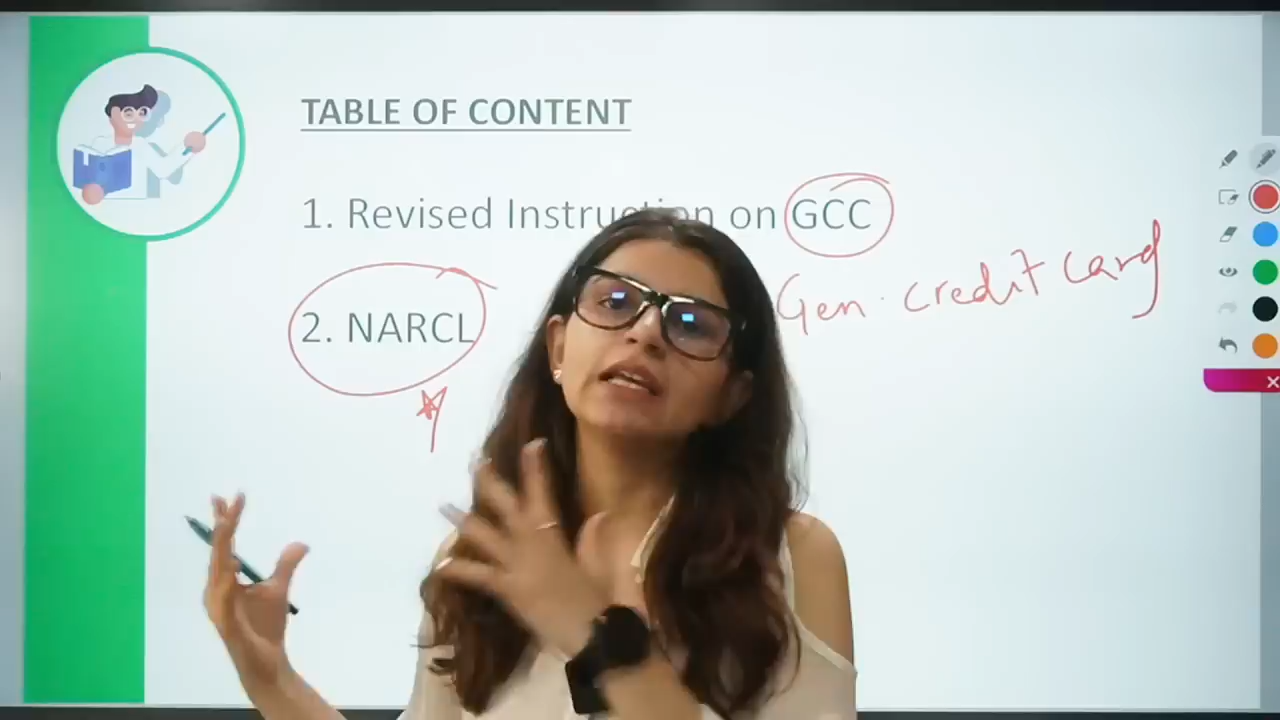 TABLE OF CONTENT
1. Revised Instruction on GCC
Gen. credit card
2. NARCL